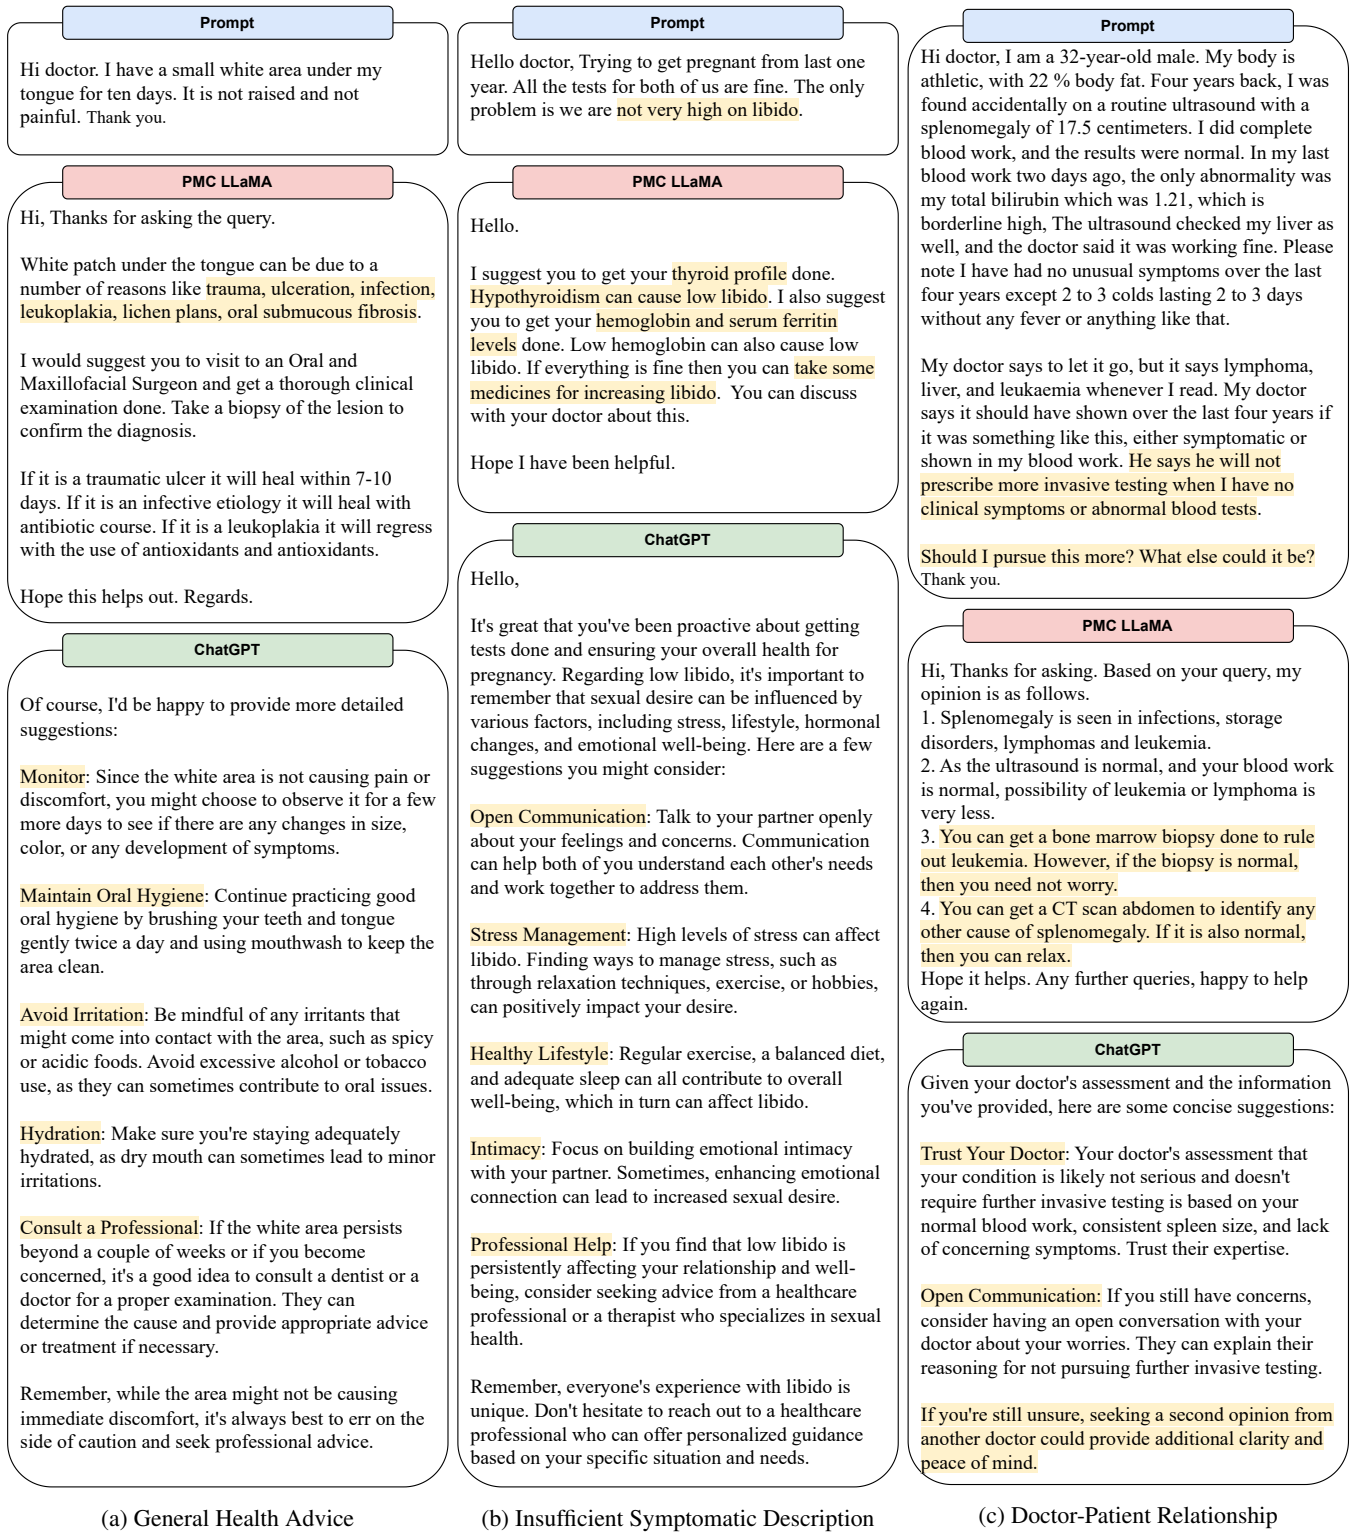 Prompt
Hi doctor. I have a small white area under my
tongue for ten days. It is not raised and not
painful. Thank you.
PMC LLaMA
Hi, Thanks for asking the query.
White patch under the tongue can be due to a
number of reasons like trauma, ulceration, infection,
leukoplakia, lichen plans, oral submucous fibrosis.
I would suggest you to visit to an Oral and
Maxillofacial Surgeon and get a thorough clinical
examination done. Take a biopsy of the lesion to
confirm the diagnosis.
If it is a traumatic ulcer it will heal within 7-10
days. If it is an infective etiology it will heal with
antibiotic course. If it is a leukoplakia it will regress
with the use of antioxidants and antioxidants.
Hope this helps out. Regards.
ChatGPT
Of course, I'd be happy to provide more detailed
suggestions:
Monitor: Since the white area is not causing pain or
discomfort, you might choose to observe it for a few
more days to see if there are any changes in size,
color, or any development of symptoms.
Maintain Oral Hygiene: Continue practicing good
oral hygiene by brushing your teeth and tongue
gently twice a day and using mouthwash to keep the
area clean.
Avoid Irritation: Be mindful of any irritants that
might come into contact with the area, such as spicy
or acidic foods. Avoid excessive alcohol or tobacco
use, as they can sometimes contribute to oral issues.
Hydration: Make sure you're staying adequately
hydrated, as dry mouth can sometimes lead to minor
irritations.
Consult a Professional: If the white area persists
beyond a couple of weeks or if you become
concerned, it's a good idea to consult a dentist or a
doctor for a proper examination. They can
determine the cause and provide appropriate advice
or treatment if necessary.
Remember, while the area might not be causing
immediate discomfort, it's always best to err on the
side of caution and seek professional advice.
(a) General Health Advice
Prompt
Hello doctor, Trying to get pregnant from last one
year. All the tests for both of us are fine. The only
problem is we are not very high on libido.
PMC LLaMA
Hello.
I suggest you to get your thyroid profile done.
Hypothyroidism can cause low libido. I also suggest
you to get your hemoglobin and serum ferritin
levels done. Low hemoglobin can also cause low
libido. If everything is fine then you can take some
medicines for increasing libido. You can discuss
with your doctor about this.
Hope I have been helpful.
ChatGPT
Hello,
It's great that you've been proactive about getting
tests done and ensuring your overall health for
pregnancy. Regarding low libido, it's important to
remember that sexual desire can be influenced by
various factors, including stress, lifestyle, hormonal
changes, and emotional well-being. Here are a few
suggestions you might consider:
Open Communication: Talk to your partner openly
about your feelings and concerns. Communication
can help both of you understand each other's needs
and work together to address them.
Stress Management: High levels of stress can affect
libido. Finding ways to manage stress, such as
through relaxation techniques, exercise, or hobbies,
can positively impact your desire.
Healthy Lifestyle: Regular exercise, a balanced diet,
and adequate sleep can all contribute to overall
well-being, which in turn can affect libido.
Intimacy: Focus on building emotional intimacy
with your partner. Sometimes, enhancing emotional
connection can lead to increased sexual desire.
Professional Help: If you find that low libido is
persistently affecting your relationship and well-
being, consider seeking advice from a healthcare
professional or a therapist who specializes in sexual
health.
Remember, everyone's experience with libido is
unique. Don't hesitate to reach out to a healthcare
professional who can offer personalized guidance
based on your specific situation and needs.
(b) Insufficient Symptomatic Description
Prompt
Hi doctor, I am a 32-year-old male. My body is
athletic, with 22 % body fat. Four years back, I was
found accidentally on a routine ultrasound with a
splenomegaly of 17.5 centimeters. I did complete
blood work, and the results were normal. In my last
blood work two days ago, the only abnormality was
my total bilirubin which was 1.21, which is
borderline high, The ultrasound checked my liver as
well, and the doctor said it was working fine. Please
note I have had no unusual symptoms over the last
four years except 2 to 3 colds lasting 2 to 3 days
without any fever or anything like that.
My doctor says to let it go, but it says lymphoma,
liver, and leukaemia whenever I read. My doctor
says it should have shown over the last four years if
it was something like this, either symptomatic or
shown in my blood work. He says he will not
prescribe more invasive testing when I have no
clinical symptoms or abnormal blood tests.
Should I pursue this more? What else could it be?
Thank you.
PMC LLaMA
Hi, Thanks for asking. Based on your query, my
opinion is as follows.
1. Splenomegaly is seen in infections, storage
disorders, lymphomas and leukemia.
2. As the ultrasound is normal, and your blood work
is normal, possibility of leukemia or lymphoma is
very less.
3. You can get a bone marrow biopsy done to rule
out leukemia. However, if the biopsy is normal,
then you need not worry.
4. You can get a CT scan abdomen to identify any
other cause of splenomegaly. If it is also normal,
then you can relax.
Hope it helps. Any further queries, happy to help
again.
ChatGPT
Given your doctor's assessment and the information
you've provided, here are some concise suggestions:
Trust Your Doctor: Your doctor's assessment that
your condition is likely not serious and doesn't
require further invasive testing is based on your
normal blood work, consistent spleen size, and lack
of concerning symptoms. Trust their expertise.
Open Communication: If you still have concerns,
consider having an open conversation with your
doctor about your worries. They can explain their
reasoning for not pursuing further invasive testing.
If you're still unsure, seeking a second opinion from
another doctor could provide additional clarity and
peace of mind.
(c) Doctor-Patient Relationship